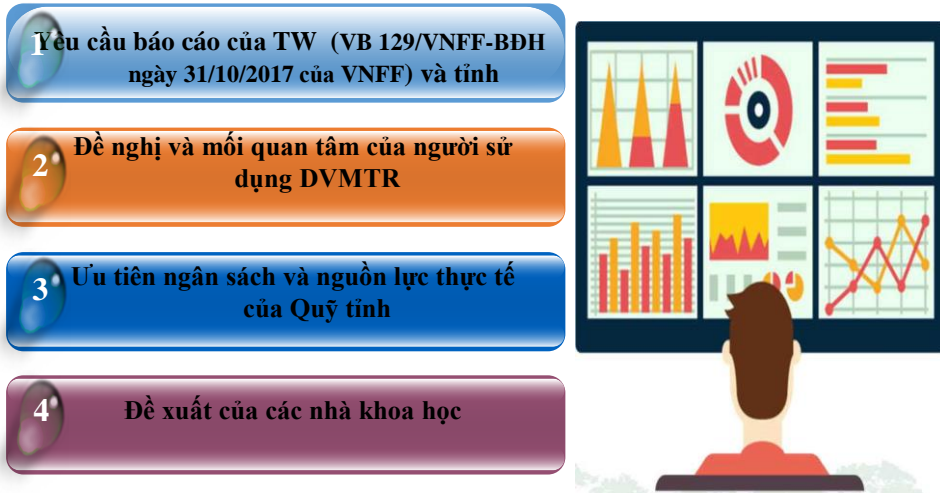 1
Yêu cầu báo cáo của TW (VB 129/VNFF-BĐH
ngày 31/10/2017 của VNFF) và tỉnh
2
Đề nghị và mối quan tâm của người sử
dụng DVMTR
3
Ưu tiên ngân sách và nguồn lực thực tế
của Quỹ tỉnh
4
Đề xuất của các nhà khoa học